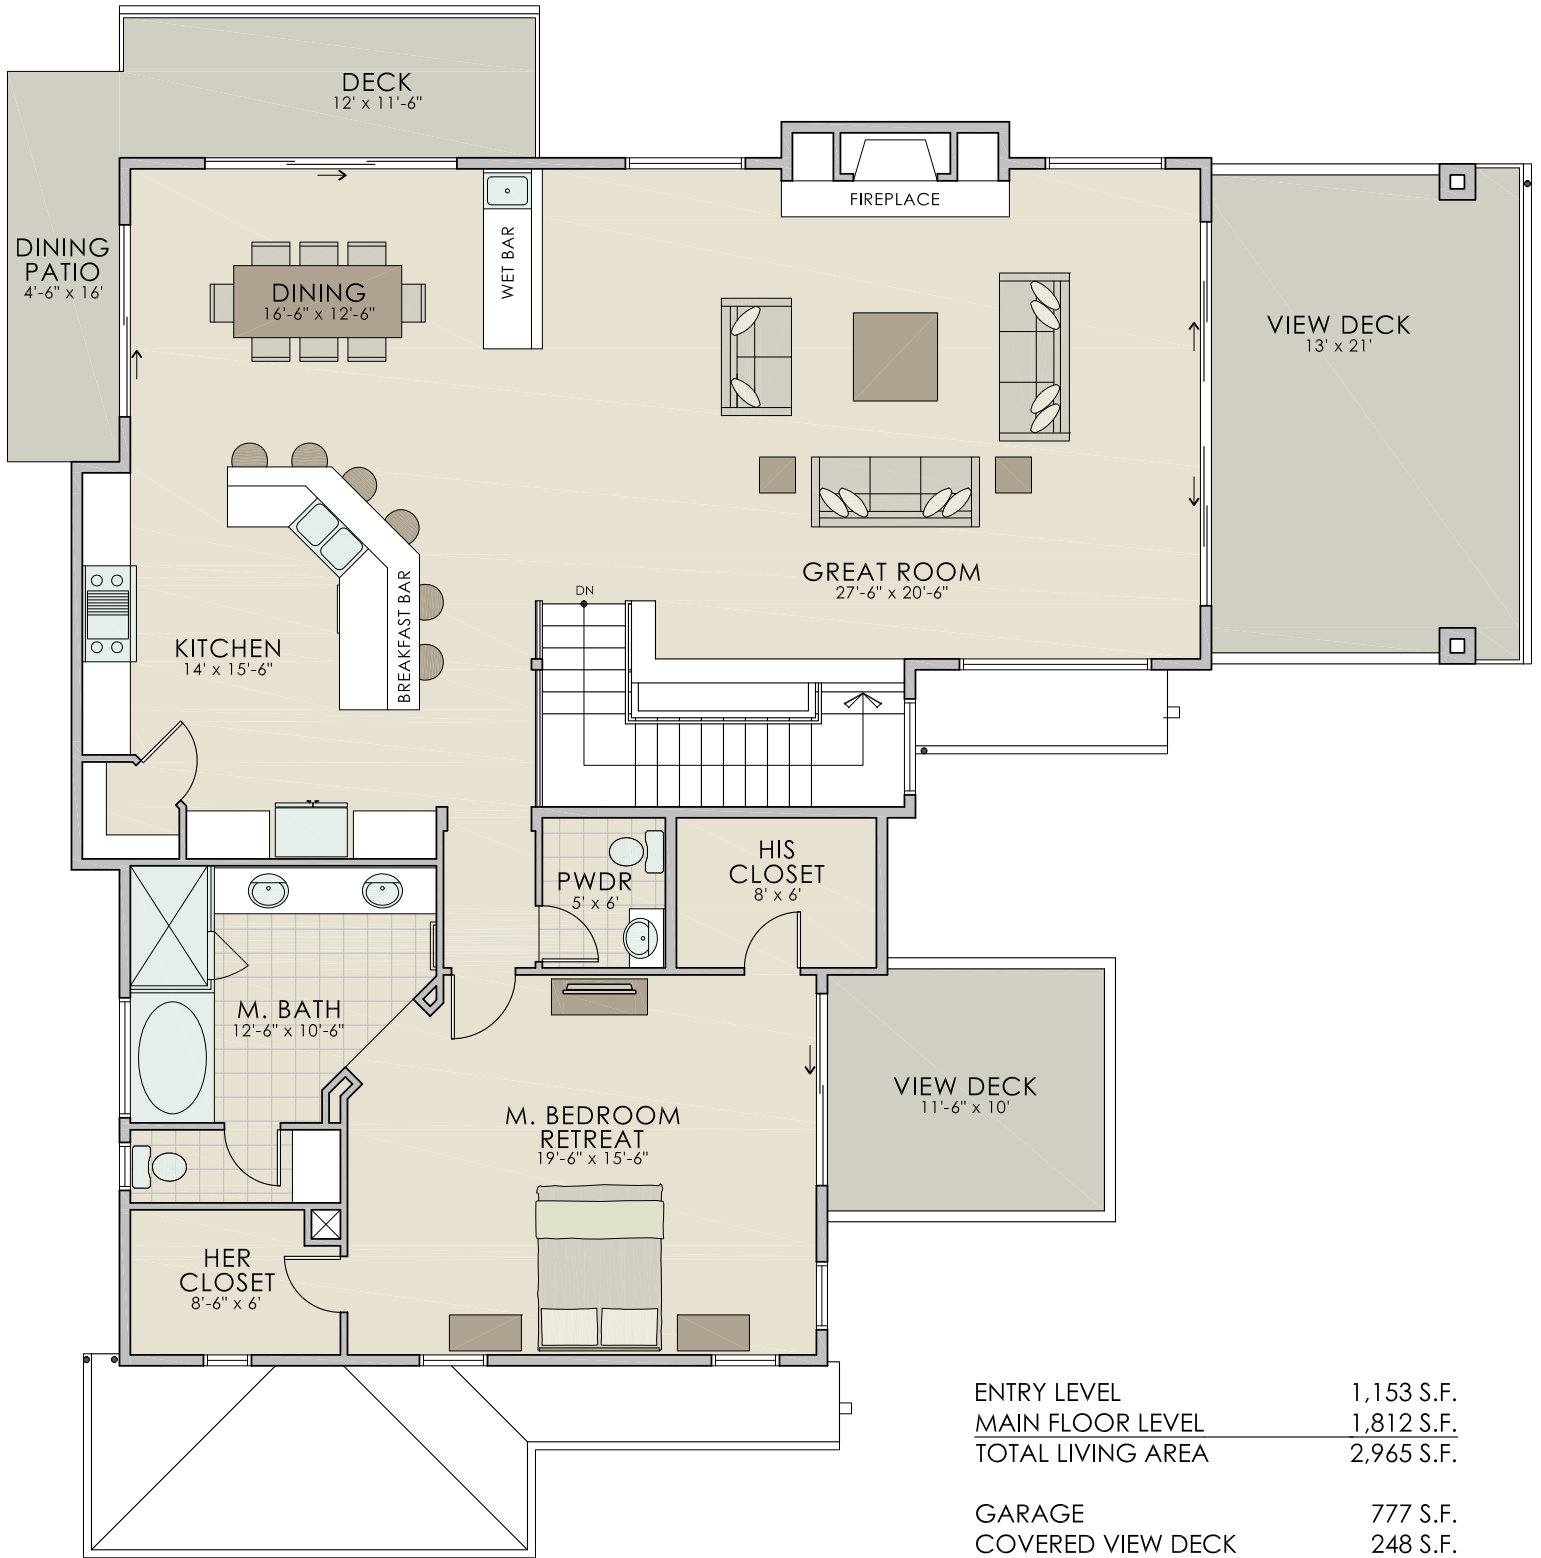 DECK
12' x 11'-6"
FIREPLACE
DINING
PATIO
4'-6" x 16'
WET BAR
DINING
16'-6" x 12'-6"
VIEW DECK
13' x 21'
GREAT ROOM
27'-6" x 20'-6"
DN
BREAKFAST BAR
KITCHEN
14' x 15'-6"
PWDR
5' x 6'
HIS
CLOSET
8' x 6'
M. BATH
12'-6" x 10'-6"
M. BEDROOM
RETREAT
19'-6" x 15'-6"
VIEW DECK
11'-6" x 10'
HER
CLOSET
8'-6" x 6'
ENTRY LEVEL 1,153 S.F.
MAIN FLOOR LEVEL 1,812 S.F.
TOTAL LIVING AREA 2,965 S.F.
GARAGE 777 S.F.
COVERED VIEW DECK 248 S.F.